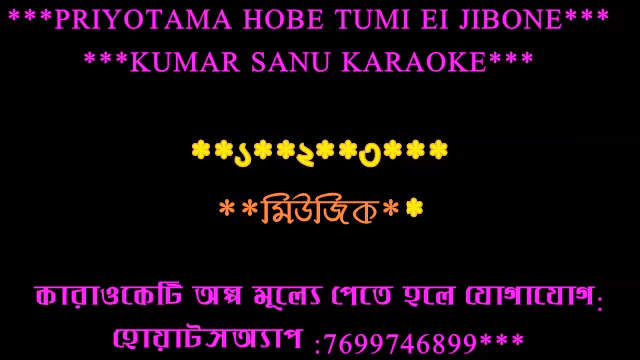 ***PRIYOTAMA HOBE TUMI EI JIBONE***
***KUMAR SANU KARAOKE***
**১**২**৩***
**মিউজিক**
কারাওকেটি অল্প মূল্যে পেতে হলে যোগাযোগ:
হোয়াটসঅ্যাপ :7699746899***